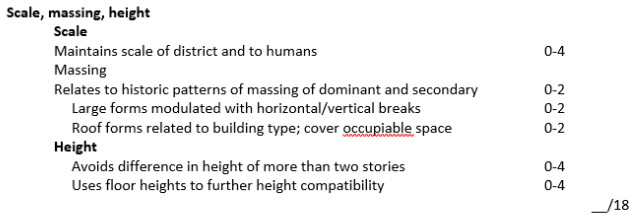 Scale, massing, height
Scale
Maintains scale of district and to humans 0-4
Massing
Relates to historic patterns of massing of dominant and secondary 0-2
Large forms modulated with horizontal/vertical breaks 0-2
Roof forms related to building type; cover occupiable space 0-2
Height
Avoids difference in height of more than two stories 0-4
Uses floor heights to further height compatibility 0-4
__/18